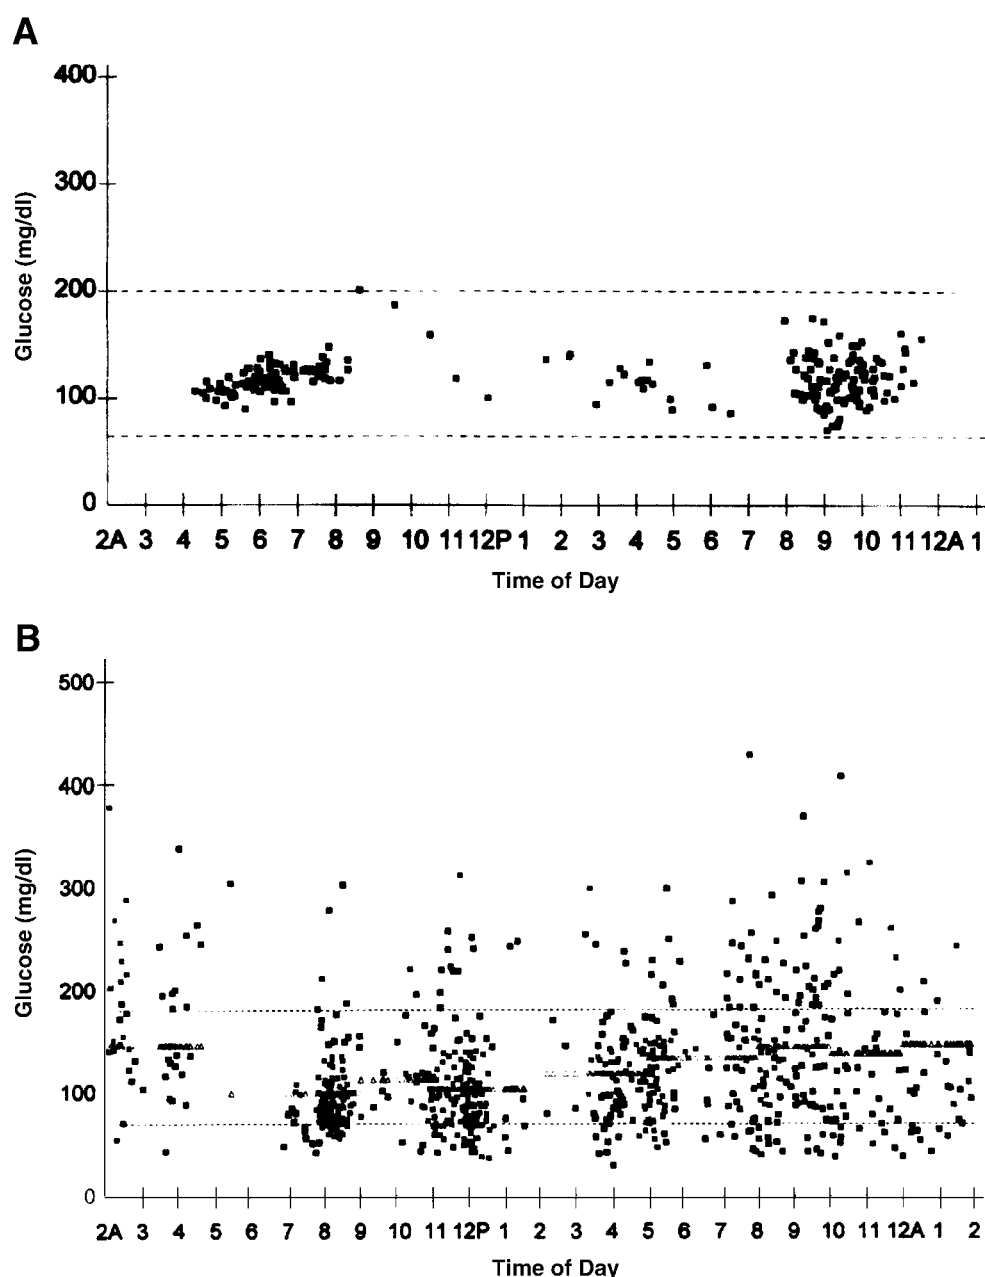 A
400
300
200
100
0
Glucose (mg/dl)
2A 3 4 5 6 7 8 9 10 11 12P 1 2 3 4 5 6 7 8 9 10 11 12A 1
Time of Day
B
500
400
300
200
100
0
Glucose (mg/dl)
2A 3 4 5 6 7 8 9 10 11 12P 1 2 3 4 5 6 7 8 9 10 11 12A 1 2
Time of Day